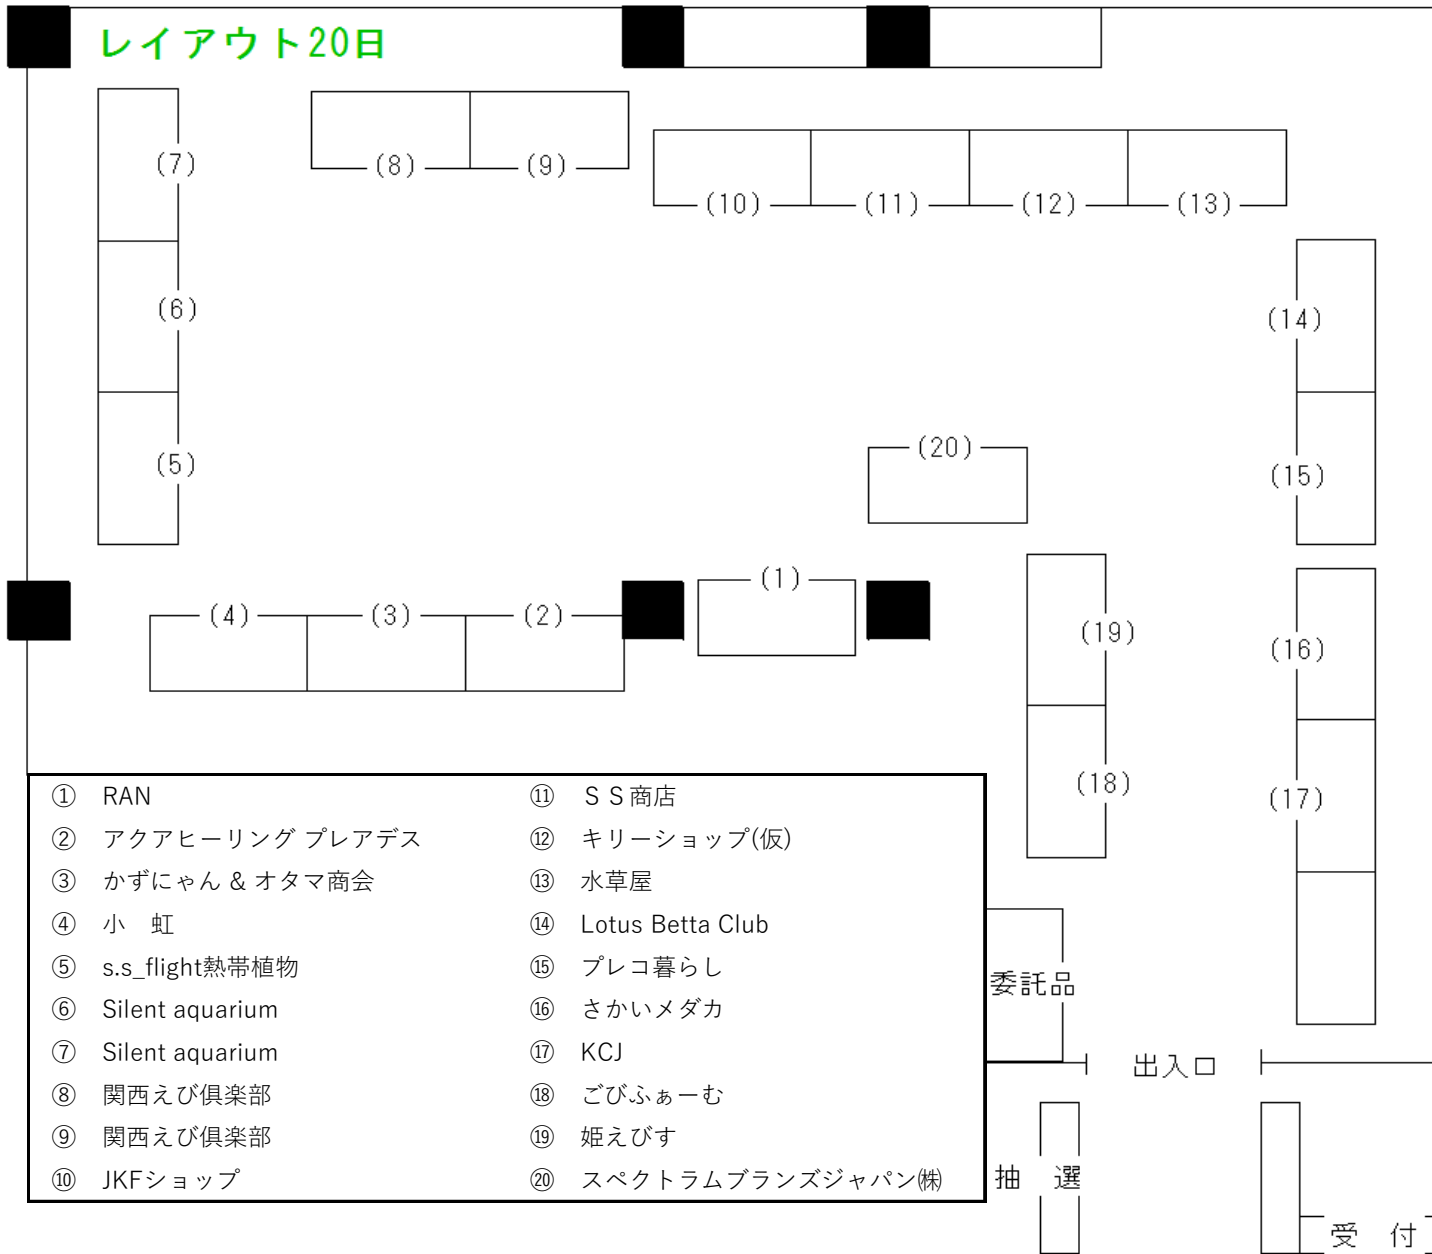 レイアウト20日
(7)
(8)
(9)
(10)
(11)
(12)
(13)
(6)
(14)
(5)
(20)
(15)
(4)
(3)
(2)
(1)
(19)
(16)
(18)
(17)
① RAN
② アクアヒーリング プレアデス
③ かずにゃん & オタマ商会
④ 小 虹
⑤ s.s_flight熱帯植物
⑥ Silent aquarium
⑦ Silent aquarium
⑧ 関西えび倶楽部
⑨ 関西えび倶楽部
⑩ JKFショップ
⑪ ＳＳ商店
⑫ キリーショップ(仮)
⑬ 水草屋
⑭ Lotus Betta Club
⑮ プレコ暮らし
⑯ さかいメダカ
⑰ KCJ
⑱ ごびふぁーむ
⑲ 姫えびす
⑳ スペクトラムブランズジャパン㈱
委託品
出入口
抽 選
受 付